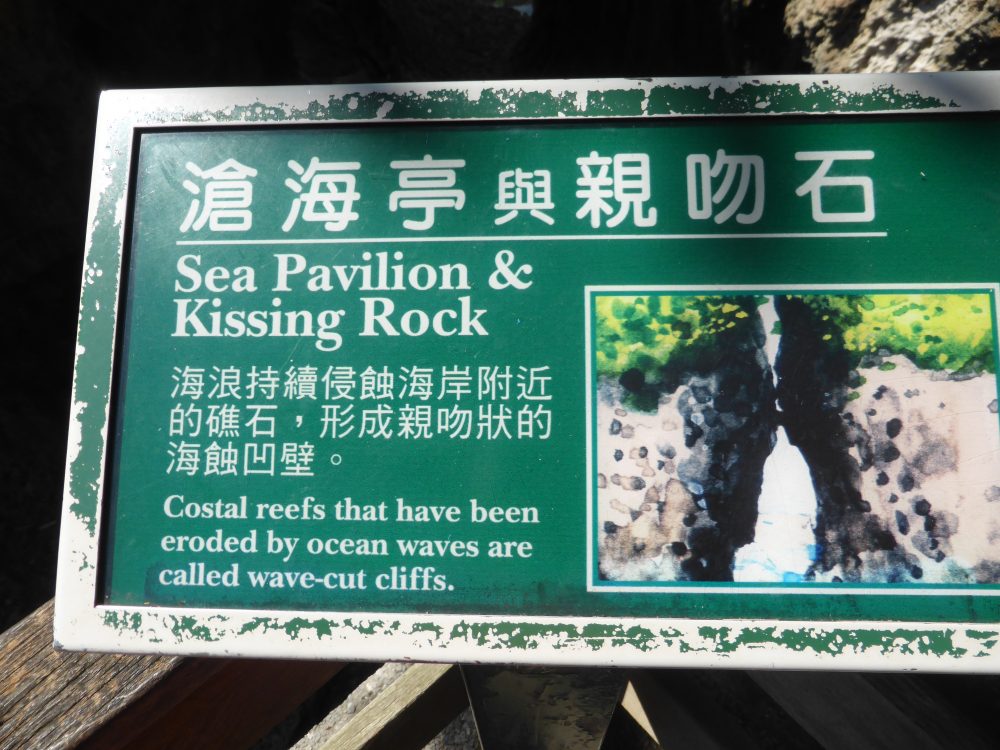 滄海亭與親吻石
Sea Pavilion &
Kissing Rock
海浪持續侵蝕海岸附近
的礁石，形成親吻狀的
海蝕凹壁。
Costal reefs that have been
eroded by ocean waves are
called wave-cut cliffs.